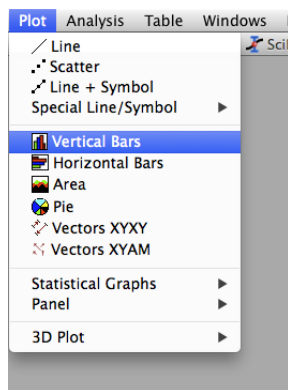 Plot Analysis Table Windows
Line
Scatter
Line + Symbol
Special Line/Symbol
Vertical Bars
Horizontal Bars
Area
Pie
Vectors XYXY
Vectors XYAM
Statistical Graphs
Panel
3D Plot